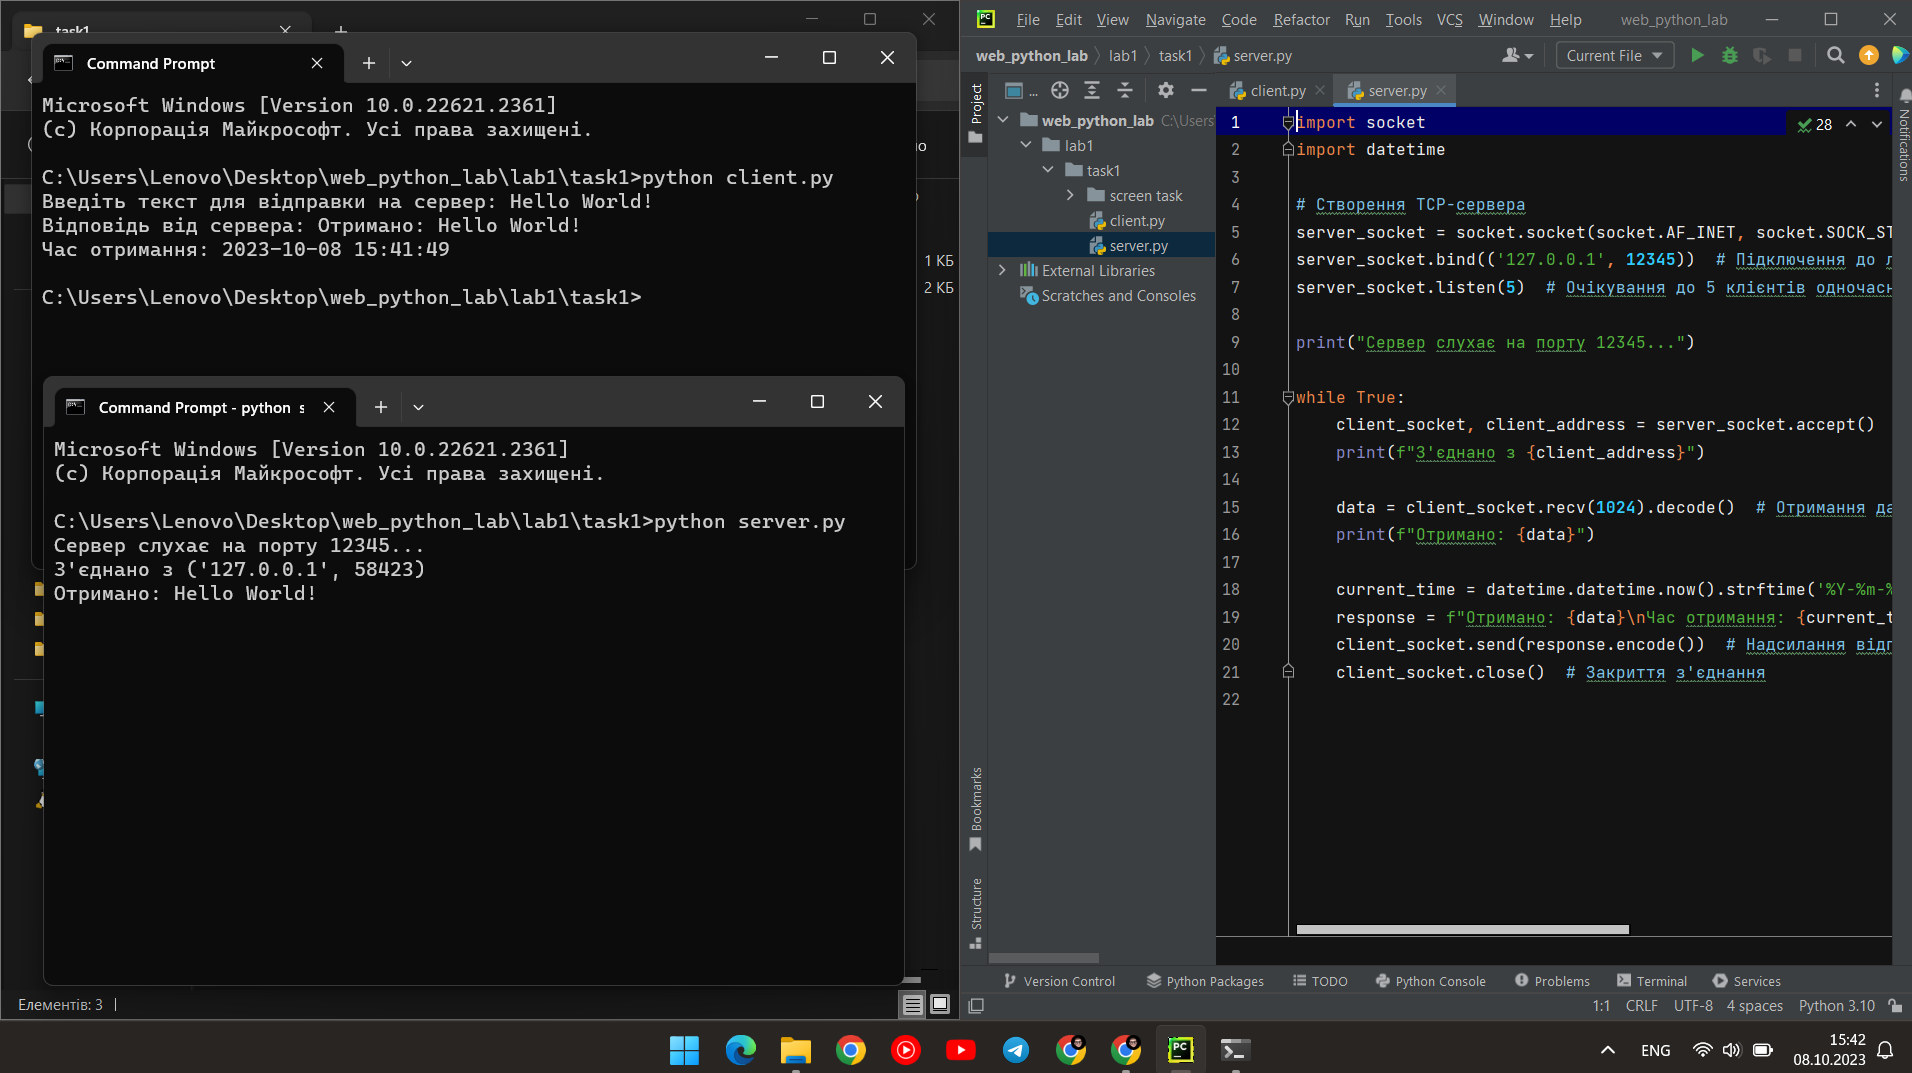 task1
Command Prompt
Microsoft Windows [Version 10.0.22621.2361]
(c) Корпорація Майкрософт. Усі права захищені.
C:\Users\Lenovo\Desktop\web_python_lab\lab1\task1>python client.py
Введіть текст для відправки на сервер: Hello World!
Відповідь від сервера: Отримано: Hello World!
Час отримання: 2023-10-08 15:41:49
C:\Users\Lenovo\Desktop\web_python_lab\lab1\task1>
1 КБ
2 КБ
Command Prompt - python s
Microsoft Windows [Version 10.0.22621.2361]
(c) Корпорація Майкрософт. Усі права захищені.
C:\Users\Lenovo\Desktop\web_python_lab\lab1\task1>python server.py
Сервер слухає на порту 12345...
З'єднано з ('127.0.0.1', 58423)
Отримано: Hello World!
Елементів: 3
File Edit View Navigate Code Refactor Run Tools VCS Window Help web_python_lab
web_python_lab lab1 task1 server.py Current File
Project
...
web_python_lab C:\Users
lab1
task1
screen task
client.py
server.py
External Libraries
Scratches and Consoles
Bookmarks
Structure
client.py server.py
28
Notifications
1 import socket
2 import datetime
3
4 # Створення TCP-сервера
5 server_socket = socket.socket(socket.AF_INET, socket.SOCK_ST
6 server_socket.bind(('127.0.0.1', 12345)) # Підключення до л
7 server_socket.listen(5) # Очікування до 5 клієнтів одночасн
8
9 print("Сервер слухає на порту 12345...")
10
11 while True:
12 client_socket, client_address = server_socket.accept()
13 print(f"З'єднано з {client_address}")
14
15 data = client_socket.recv(1024).decode() # Отримання да
16 print(f"Отримано: {data}")
17
18 current_time = datetime.datetime.now().strftime('%Y-%m-%
19 response = f"Отримано: {data}\nЧас отримання: {current_t
20 client_socket.send(response.encode()) # Надсилання відп
21 client_socket.close() # Закриття з'єднання
22
Version Control Python Packages TODO Python Console Problems Terminal Services
1:1 CRLF UTF-8 4 spaces Python 3.10
ENG
15:42
08.10.2023